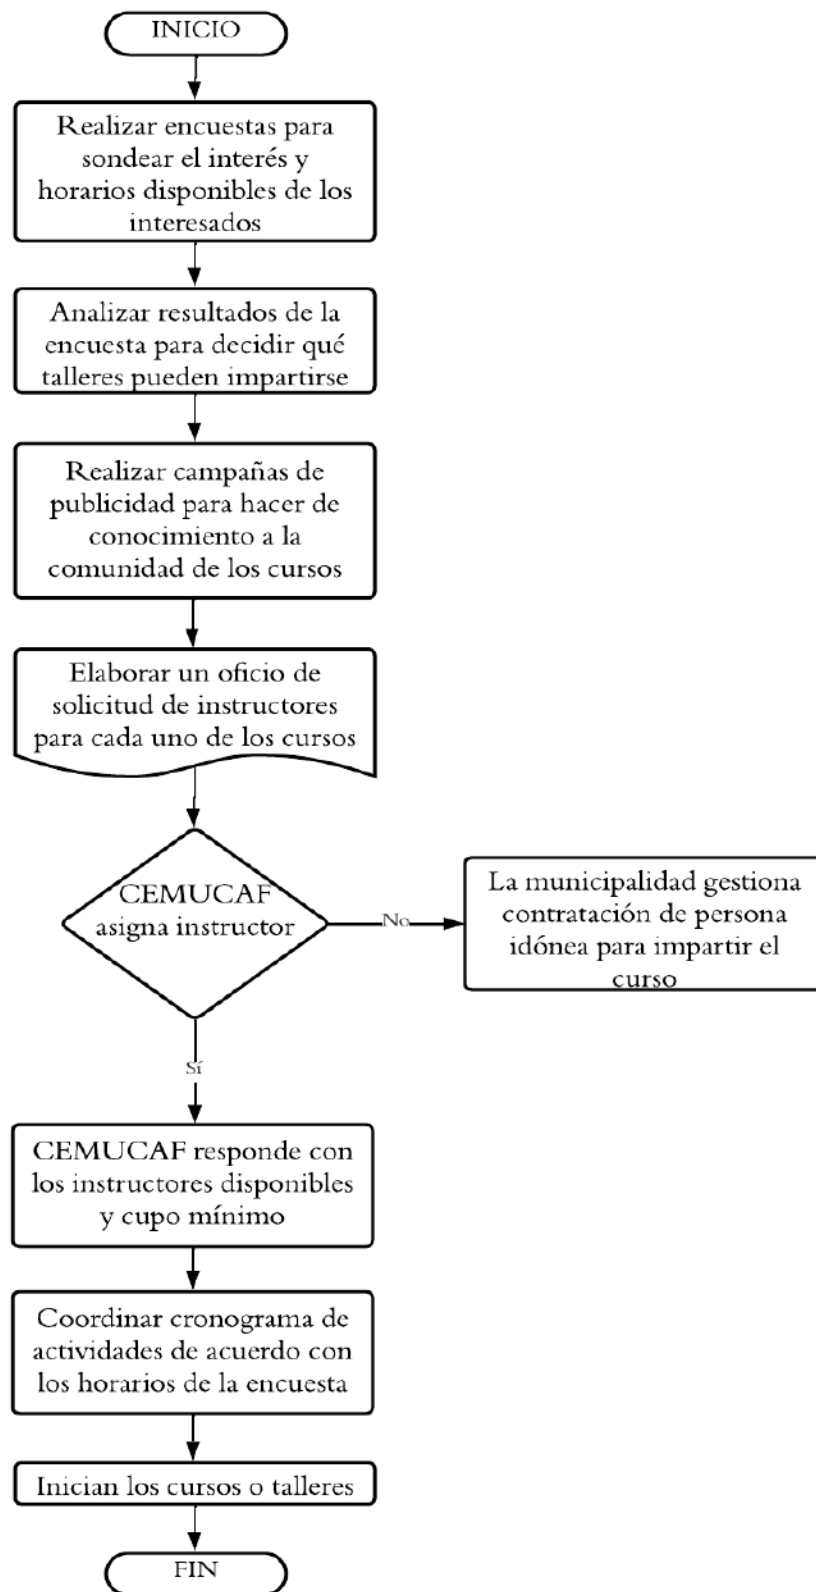 INICIO
Realizar encuestas para
sondear el interés y
horarios disponibles de los
interesados
Analizar resultados de la
encuesta para decidir qué
talleres pueden impartirse
Realizar campañas de
publicidad para hacer de
conocimiento a la
comunidad de los cursos
Elaborar un oficio de
solicitud de instructores
para cada uno de los cursos
CEMUCAF
asigna instructor
No
La municipalidad gestiona
contratación de persona
idónea para impartir el
curso
Sí
CEMUCAF responde con
los instructores disponibles
y cupo mínimo
Coordinar cronograma de
actividades de acuerdo con
los horarios de la encuesta
Inician los cursos o talleres
FIN